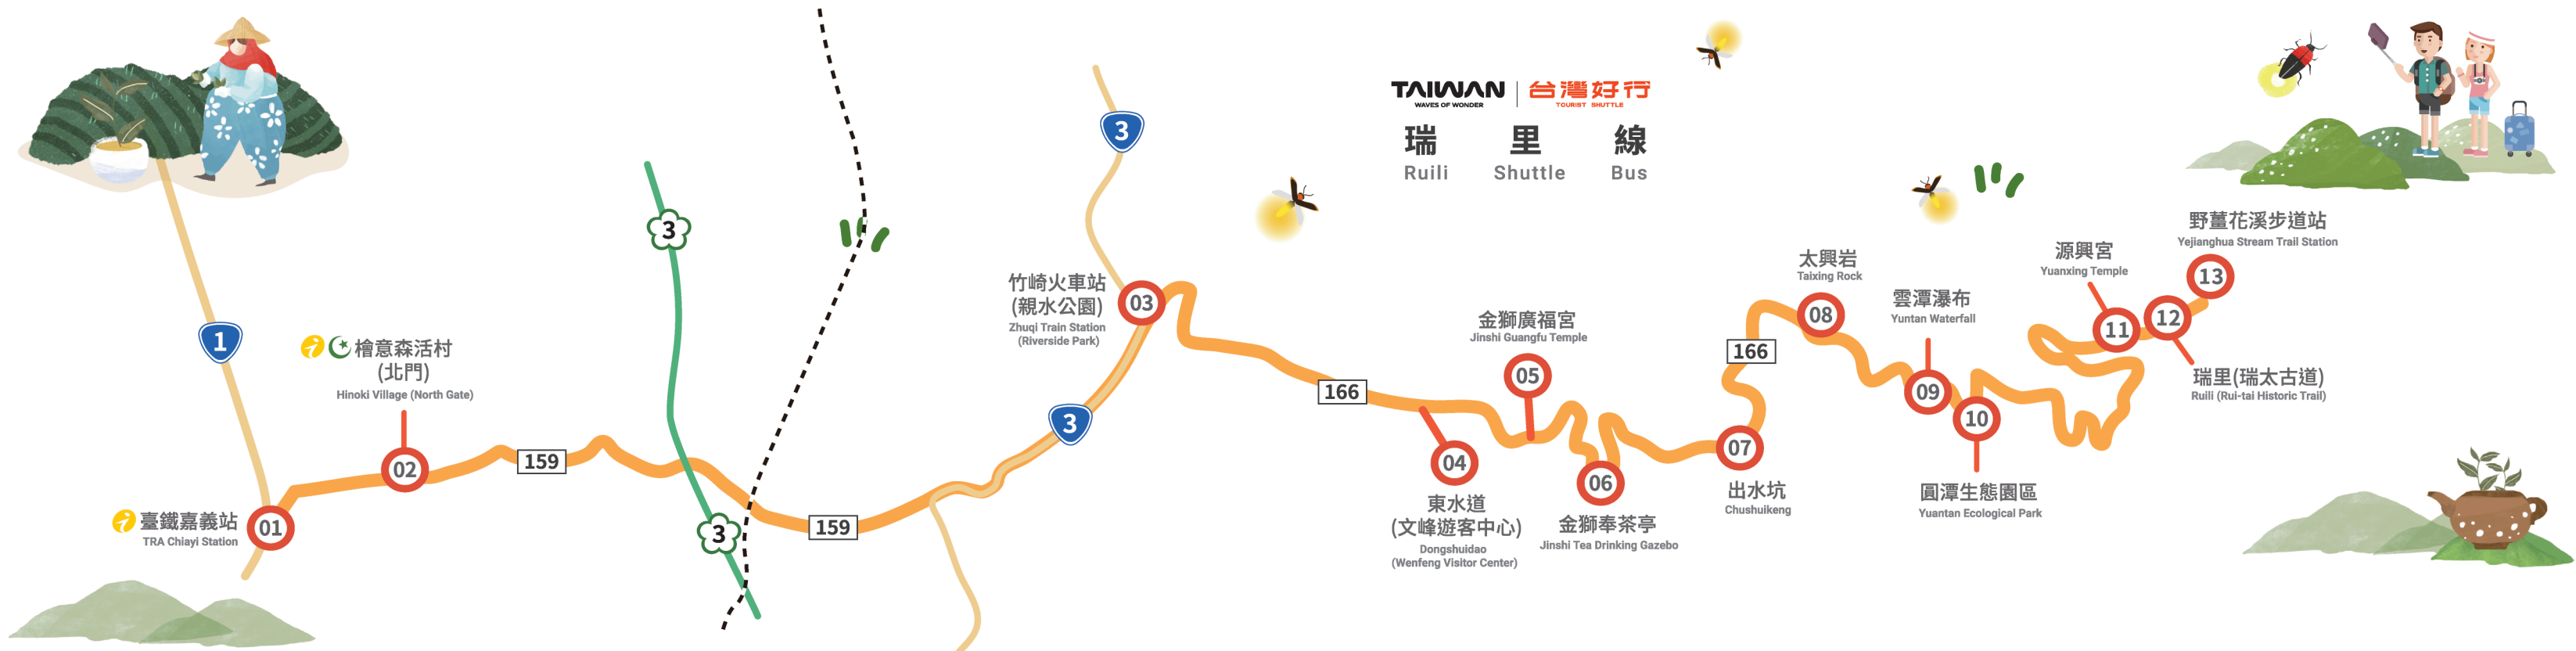 TAIWAN
WAVES OF WONDER
台灣好行
TOURIST SHUTTLE
瑞里線
Ruili Shuttle Bus
1
3
3
3
3
159
159
166
166
臺鐵嘉義站
TRA Chiayi Station
01
檜意森活村
(北門)
Hinoki Village (North Gate)
02
竹崎火車站
(親水公園)
Zhuqi Train Station
(Riverside Park)
03
04
東水道
(文峰遊客中心)
Dongshuidao
(Wenfeng Visitor Center)
金獅廣福宮
Jinshi Guangfu Temple
05
06
金獅奉茶亭
Jinshi Tea Drinking Gazebo
07
出水坑
Chushuikeng
太興岩
Taixing Rock
08
雲潭瀑布
Yuntan Waterfall
09
10
圓潭生態園區
Yuantan Ecological Park
源興宮
Yuanxing Temple
11
12
瑞里(瑞太古道)
Ruili (Rui-tai Historic Trail)
野薑花溪步道站
Yejianghua Stream Trail Station
13